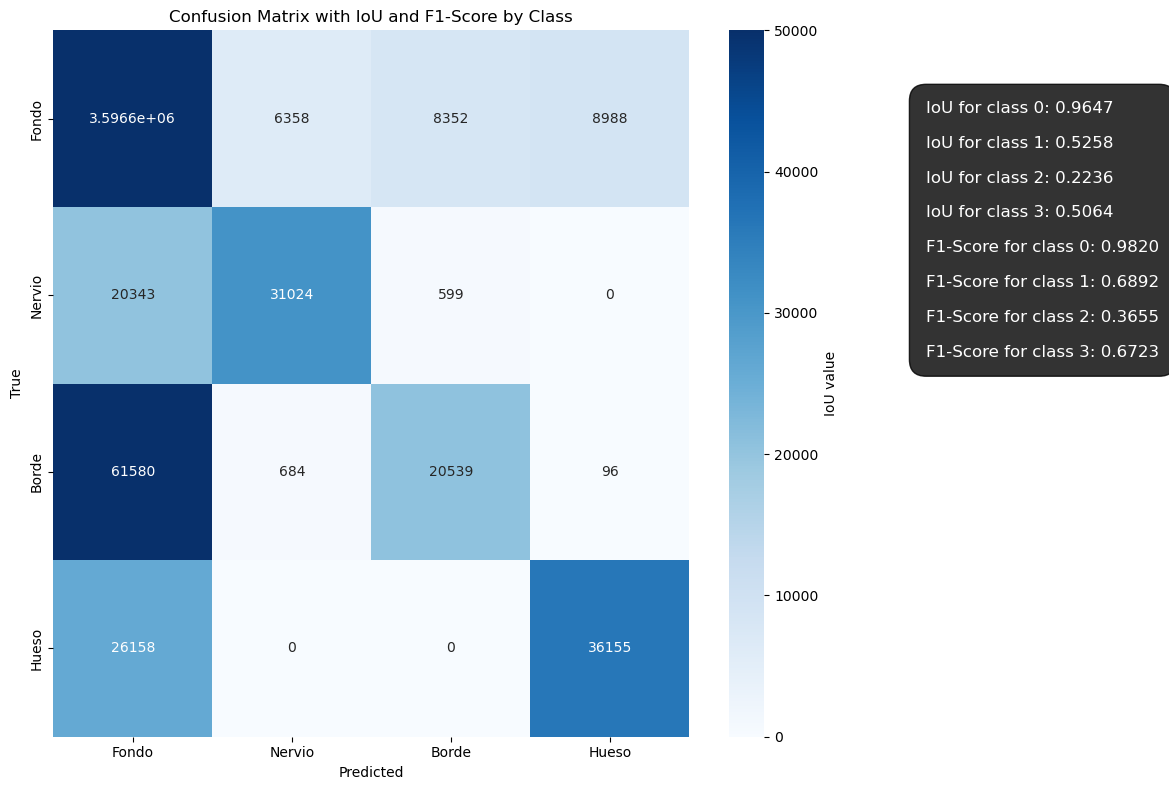 Confusion Matrix with IoU and F1-Score by Class
Fondo
3.5966e+06 6358 8352 8988
Nervio
20343 31024 599 0
Borde
61580 684 20539 96
Hueso
26158 0 0 36155
True
Fondo Nervio Borde Hueso
Predicted
50000
40000
30000
20000
10000
0
IoU value
IoU for class 0: 0.9647
IoU for class 1: 0.5258
IoU for class 2: 0.2236
IoU for class 3: 0.5064
F1-Score for class 0: 0.9820
F1-Score for class 1: 0.6892
F1-Score for class 2: 0.3655
F1-Score for class 3: 0.6723